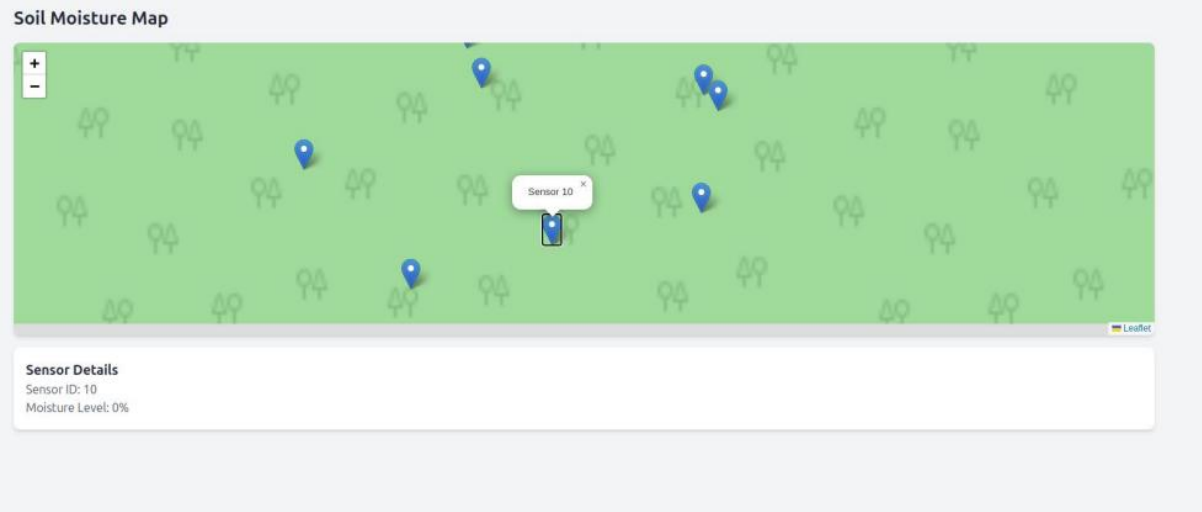 Soil Moisture Map
+
−
Sensor 10
×
Leaflet
Sensor Details
Sensor ID: 10
Moisture Level: 0%